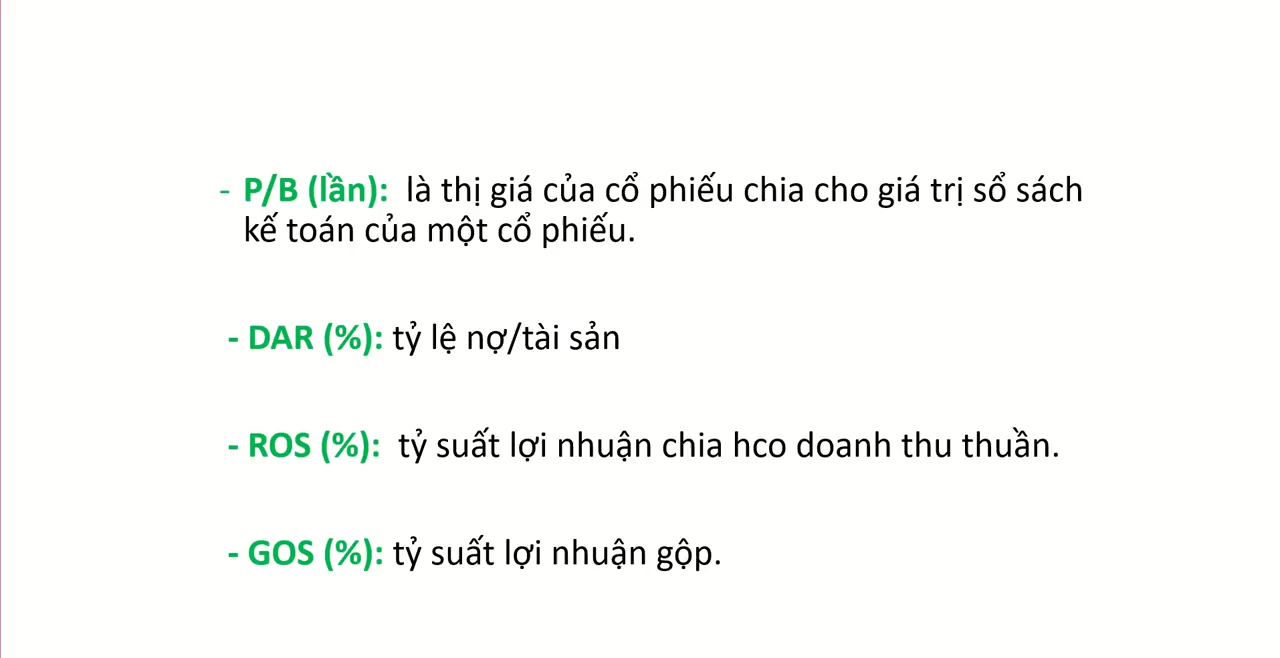 - P/B (lần): là thị giá của cổ phiếu chia cho giá trị sổ sách
kế toán của một cổ phiếu.
- DAR (%): tỷ lệ nợ/tài sản
- ROS (%): tỷ suất lợi nhuận chia hco doanh thu thuần.
- GOS (%): tỷ suất lợi nhuận gộp.